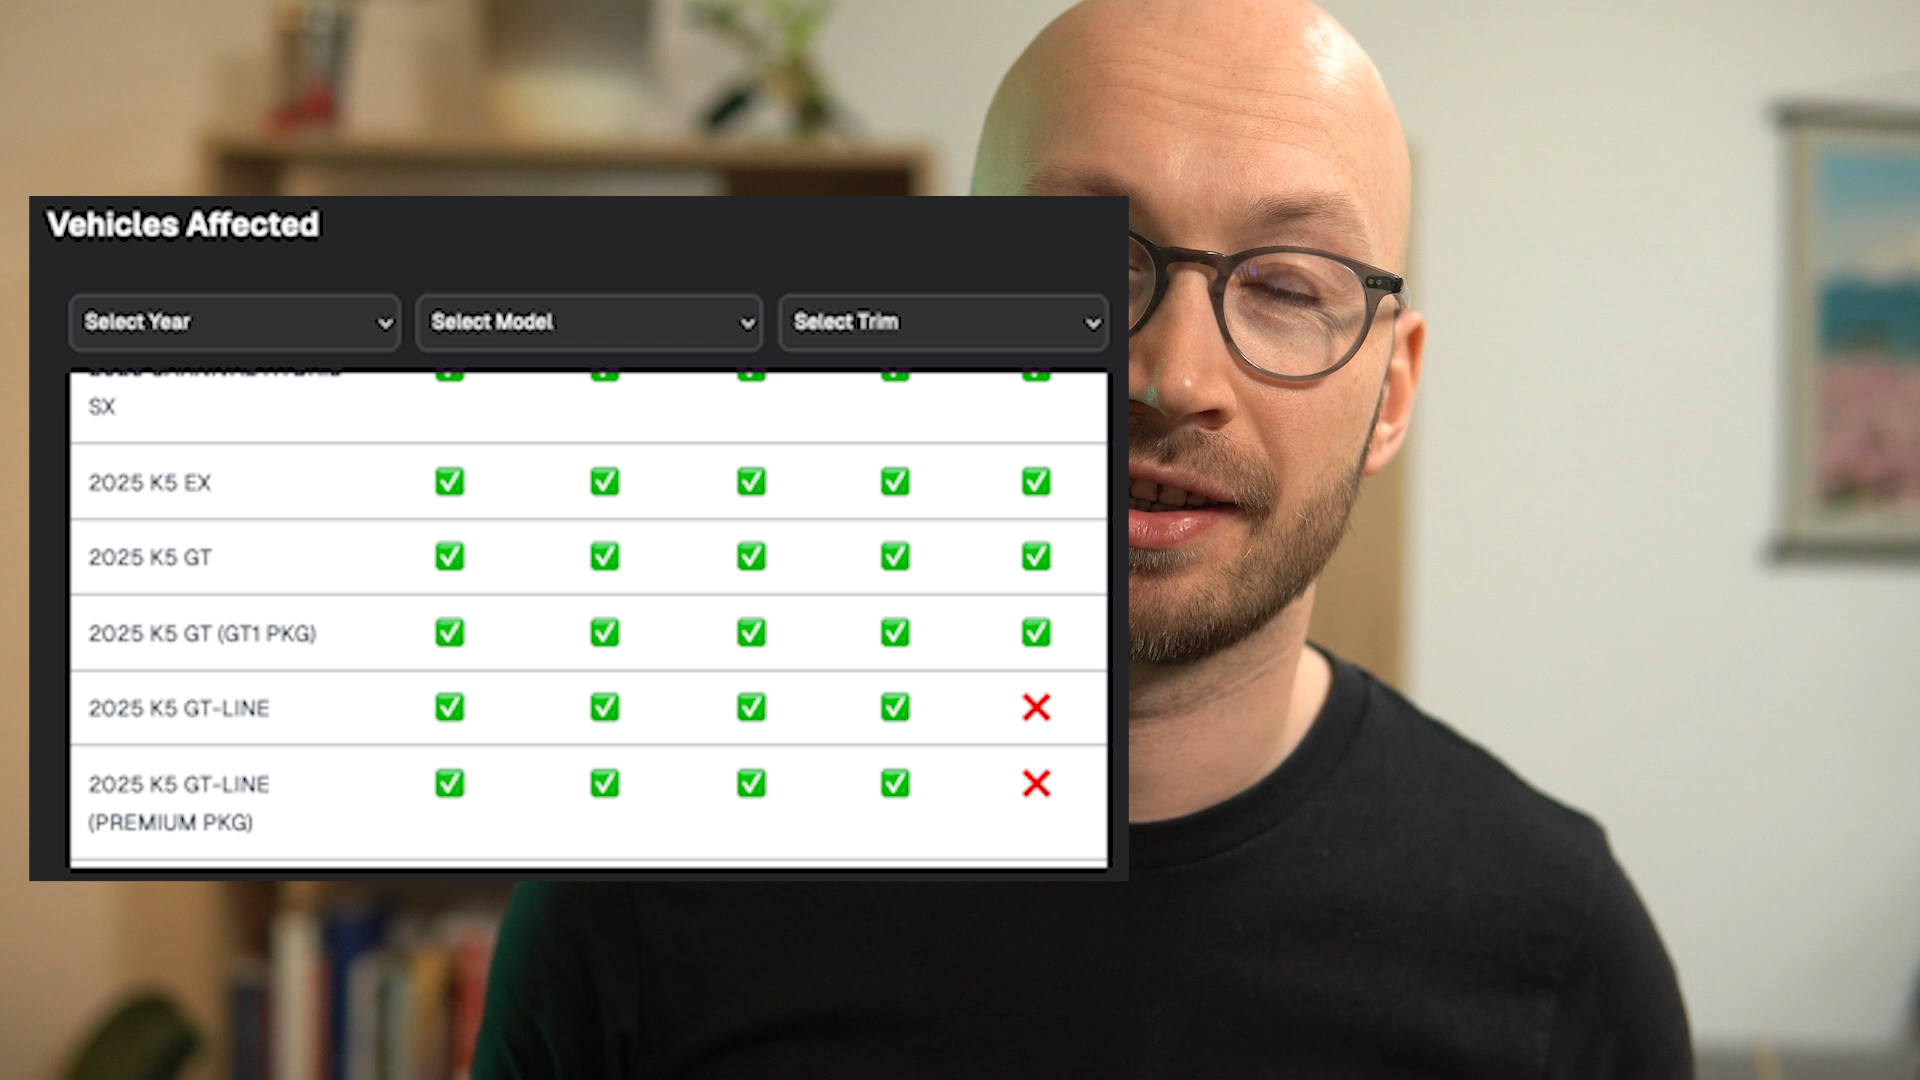 Vehicles Affected
Select Year
Select Model
Select Trim
SX
2025 K5 EX
2025 K5 GT
2025 K5 GT (GT1 PKG)
2025 K5 GT-LINE
2025 K5 GT-LINE
(PREMIUM PKG)